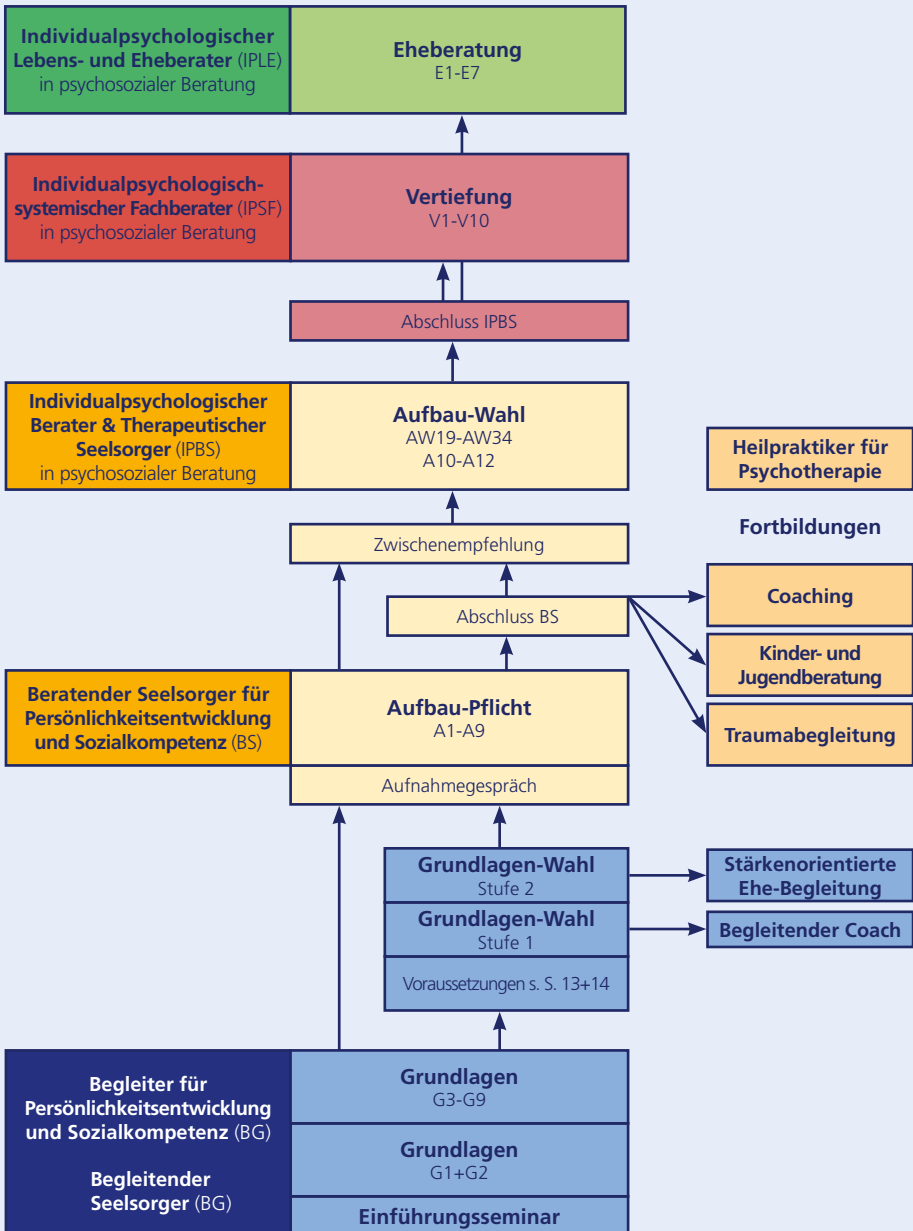 Individualpsychologischer
Lebens- und Eheberater (IPLE)
in psychosozialer Beratung
Eheberatung
E1-E7
Individualpsychologisch-
systemischer Fachberater (IPSF)
in psychosozialer Beratung
Vertiefung
V1-V10
Abschluss IPBS
Individualpsychologischer
Berater & Therapeutischer
Seelsorger (IPBS)
in psychosozialer Beratung
Aufbau-Wahl
AW19-AW34
A10-A12
Heilpraktiker für
Psychotherapie
Fortbildungen
Zwischenempfehlung
Abschluss BS
Coaching
Kinder- und
Jugendberatung
Traumabegleitung
Beratender Seelsorger für
Persönlichkeitsentwicklung
und Sozialkompetenz (BS)
Aufbau-Pflicht
A1-A9
Aufnahmegespräch
Grundlagen-Wahl
Stufe 2
Stärkenorientierte
Ehe-Begleitung
Grundlagen-Wahl
Stufe 1
Begleitender Coach
Voraussetzungen s. S. 13+14
Begleiter für
Persönlichkeitsentwicklung
und Sozialkompetenz (BG)
Begleitender
Seelsorger (BG)
Grundlagen
G3-G9
Grundlagen
G1+G2
Einführungsseminar